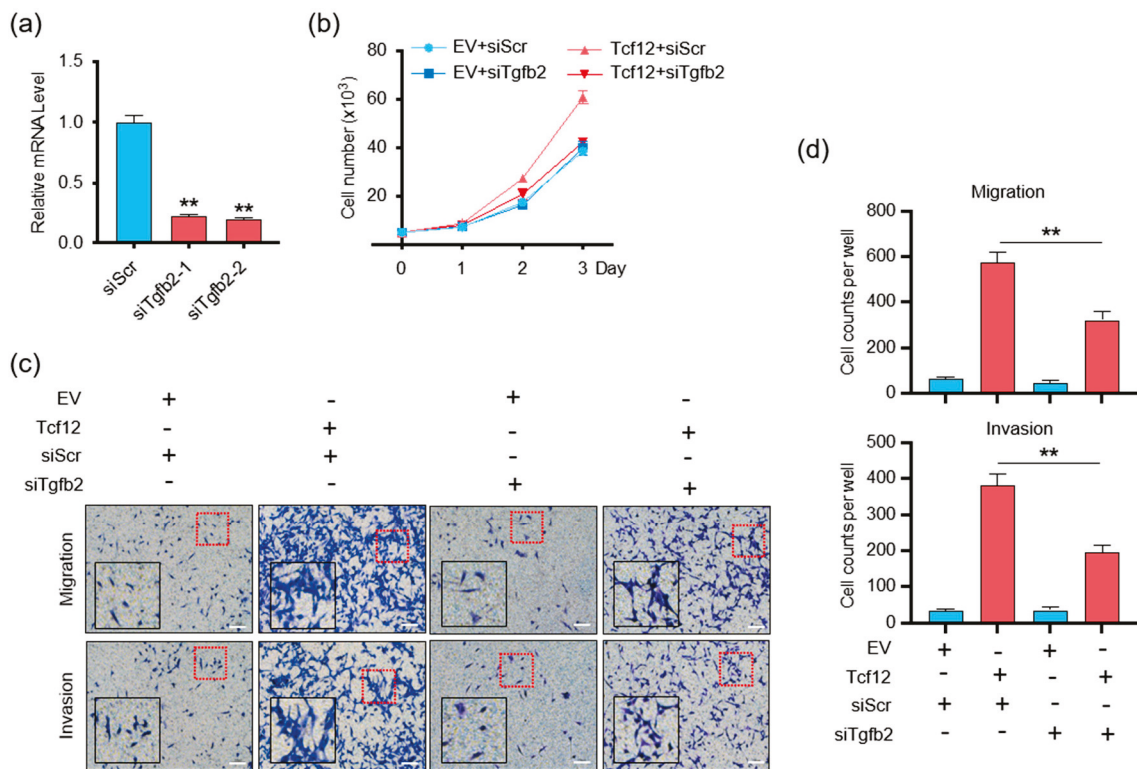 (a)
Relative mRNA Level
1.5
1.0
0.5
0.0
**
**
siScr
siTgfb2-1
siTgfb2-2
(b)
EV+siScr
Tcf12+siScr
EV+siTgfb2
Tcf12+siTgfb2
Cell number (x10³)
80
60
40
20
0 1 2 3 Day
(c)
EV + - + -
Tcf12 - + - +
siScr + + - -
siTgfb2 - - + +
Migration
Invasion
(d)
Migration
Cell counts per well
800
600
400
200
0
**
Invasion
Cell counts per well
500
400
300
200
100
0
**
EV + - + -
Tcf12 - + - +
siScr + + - -
siTgfb2 - - + +